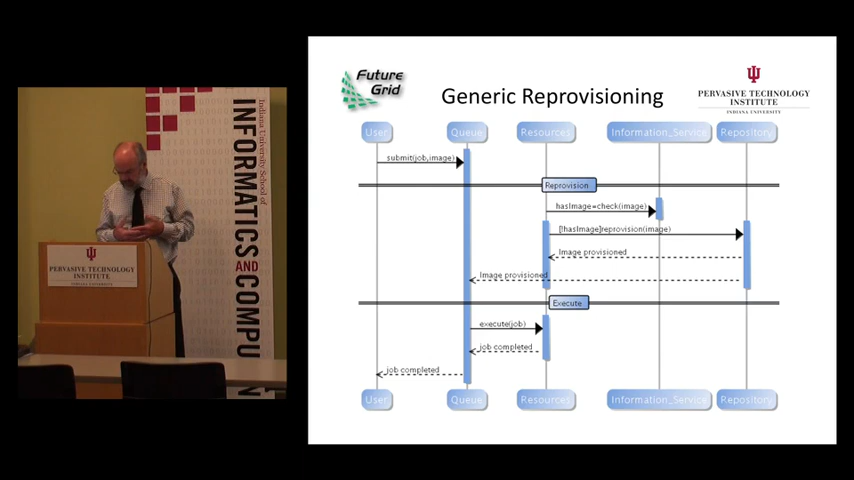 Future
Grid
Generic Reprovisioning
PERVASIVE TECHNOLOGY
INSTITUTE
INDIANA UNIVERSITY
User
Queue
Resources
Information_Service
Repository
submit(job,image)
Reprovision
hasImage=check(image)
[!hasImage]reprovision(image)
Image provisioned
Image provisioned
Execute
execute(job)
job completed
job completed
User
Queue
Resources
Information_Service
Repository
Indiana University School of
INFORMATICS AND COMPU
PERVASIVE TECHNOLOGY
INSTITUTE